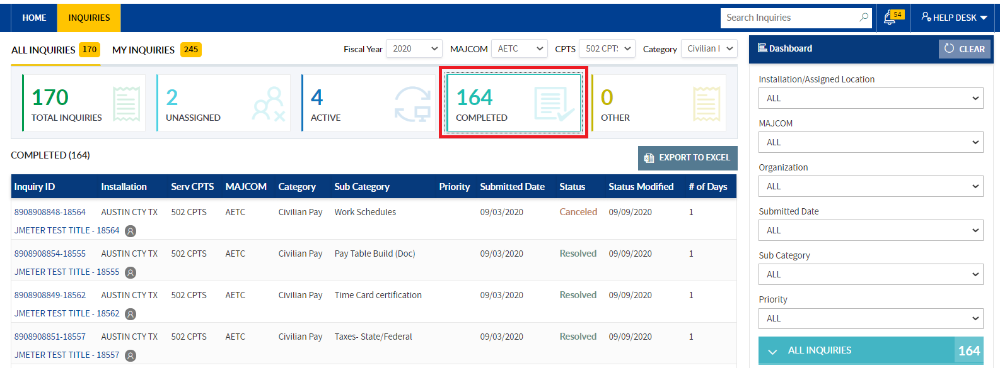 HOME INQUIRIES Search Inquiries 54 HELP DESK
ALL INQUIRIES 170 MY INQUIRIES 245 Fiscal Year 2020 MAJCOM AETC CPTS 502 CPT: Category Civilian I
Dashboard CLEAR
170 TOTAL INQUIRIES
2 UNASSIGNED
4 ACTIVE
164 COMPLETED
0 OTHER
COMPLETED (164) EXPORT TO EXCEL
Inquiry ID Installation Serv CPTS MAJCOM Category Sub Category Priority Submitted Date Status Status Modified # of Days
8908908848-18564 AUSTIN CTY TX 502 CPTS AETC Civilian Pay Work Schedules 09/03/2020 Canceled 09/09/2020 1
JMETER TEST TITLE - 18564
8908908854-18555 AUSTIN CTY TX 502 CPTS AETC Civilian Pay Pay Table Build (Doc) 09/03/2020 Resolved 09/09/2020 1
JMETER TEST TITLE - 18555
8908908849-18562 AUSTIN CTY TX 502 CPTS AETC Civilian Pay Time Card certification 09/03/2020 Resolved 09/09/2020 1
JMETER TEST TITLE - 18562
8908908851-18557 AUSTIN CTY TX 502 CPTS AETC Civilian Pay Taxes- State/Federal 09/03/2020 Resolved 09/09/2020 1
JMETER TEST TITLE - 18557
Installation/Assigned Location
ALL
MAJCOM
ALL
Organization
ALL
Submitted Date
ALL
Sub Category
ALL
Priority
ALL
ALL INQUIRIES 164